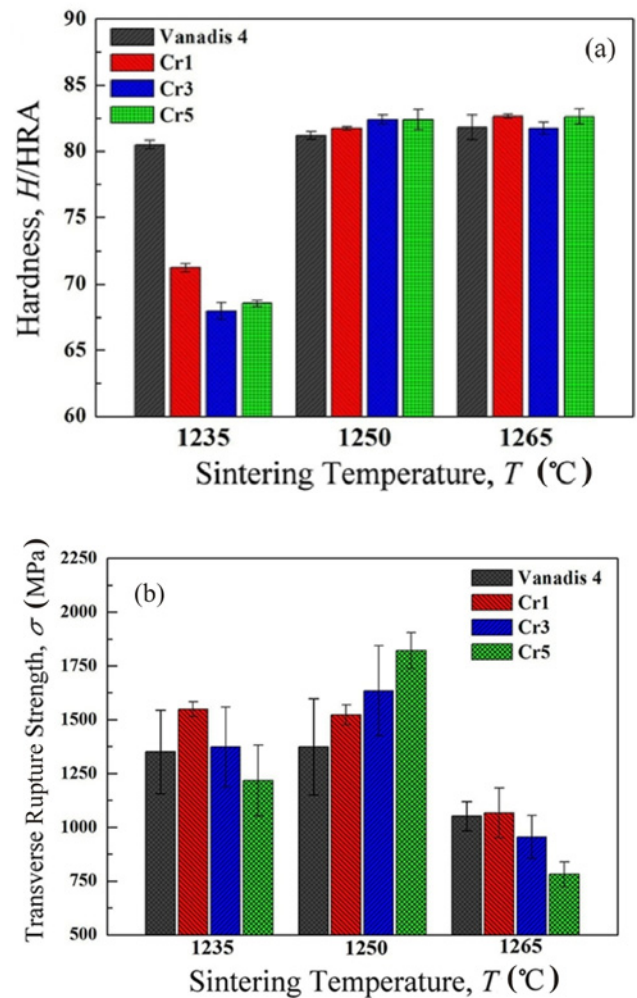 90
85
80
75
70
65
60
Hardness, H/HRA
Vanadis 4
Cr1
Cr3
Cr5
(a)
1235 1250 1265
Sintering Temperature, T (℃)
2250
2000
1750
1500
1250
1000
750
500
Transverse Rupture Strength, σ (MPa)
(b)
Vanadis 4
Cr1
Cr3
Cr5
1235 1250 1265
Sintering Temperature, T (℃)